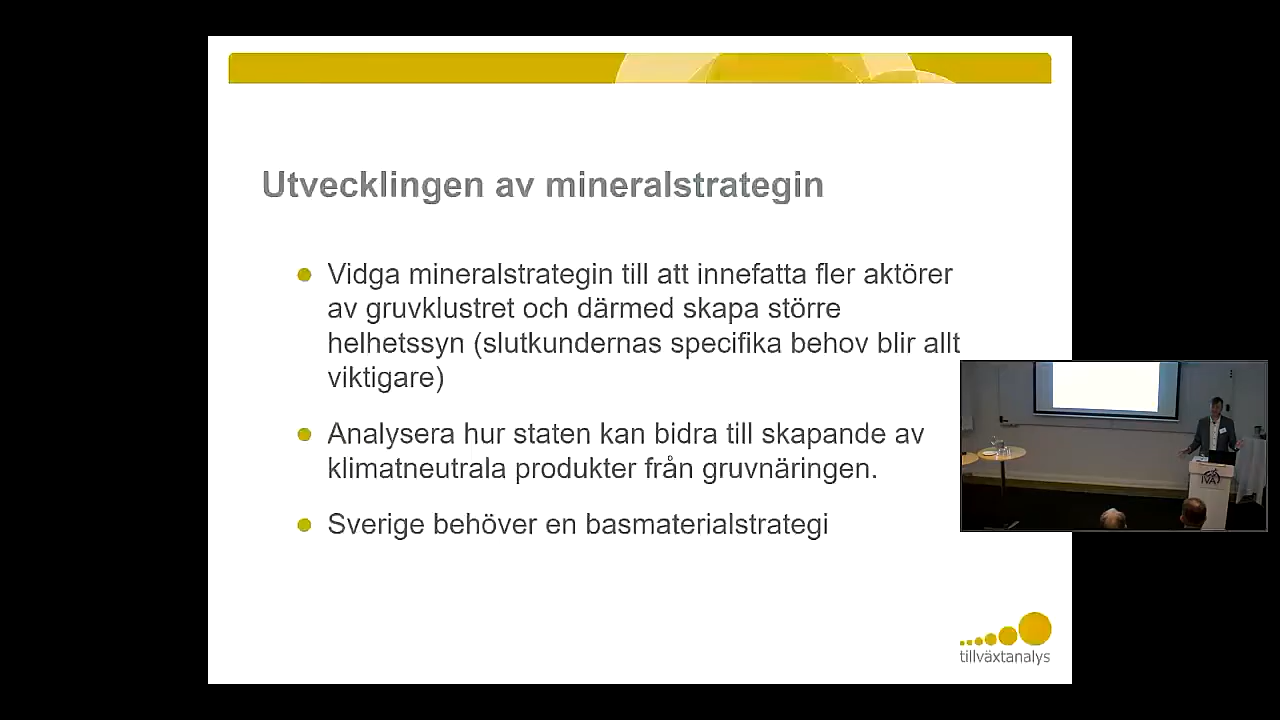 Utvecklingen av mineralstrategin
Vidga mineralstrategin till att innefatta fler aktörer
av gruvklustret och därmed skapa större
helhetssyn (slutkundernas specifika behov blir allt
viktigare)
Analysera hur staten kan bidra till skapande av
klimatneutrala produkter från gruvnäringen.
Sverige behöver en basmaterialstrategi
IVA
tillväxtanalys